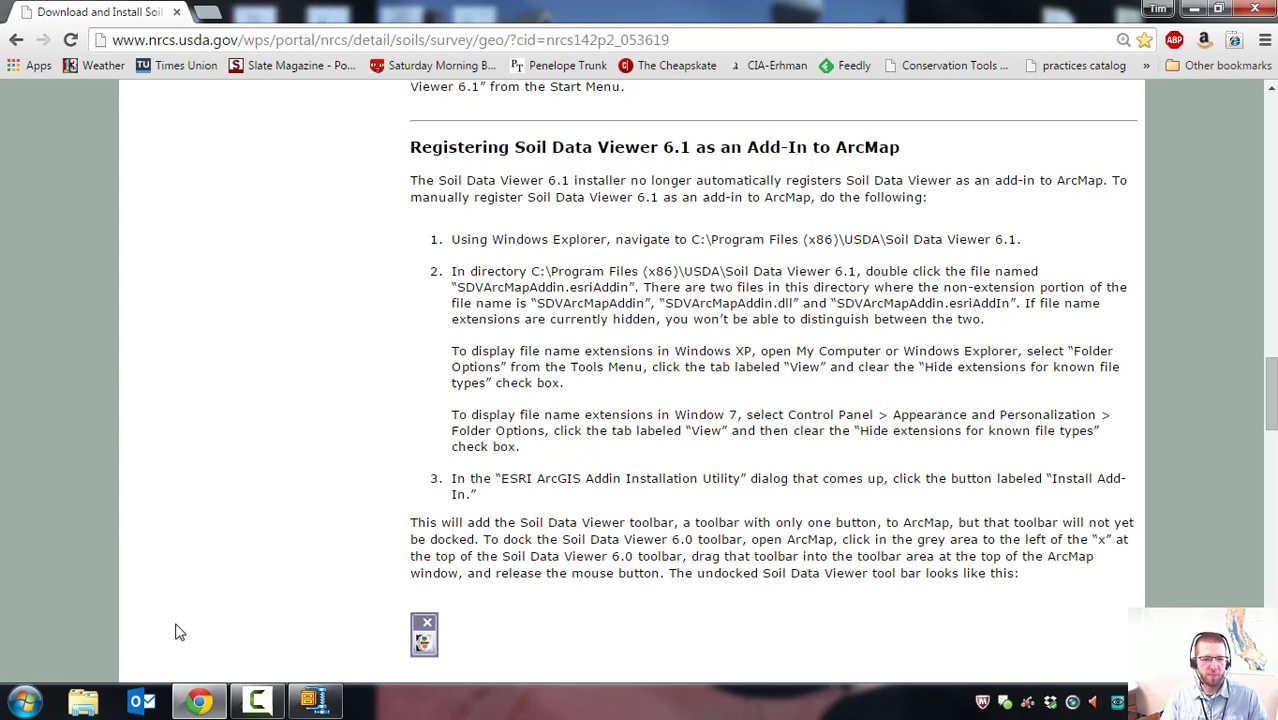 Download and Install Soi
Tim
www.nrcs.usda.gov/wps/portal/nrcs/detail/soils/survey/geo/?cid=nrcs142p2_053619
ABP
Apps
Weather
TU Times Union
S Slate Magazine - Po...
Saturday Morning B...
PT Penelope Trunk
The Cheapskate
CIA-Erhman
Feedly
Conservation Tools ...
practices catalog
»
Other bookmarks
Viewer 6.1” from the Start Menu.
Registering Soil Data Viewer 6.1 as an Add-In to ArcMap
The Soil Data Viewer 6.1 installer no longer automatically registers Soil Data Viewer as an add-in to ArcMap. To
manually register Soil Data Viewer 6.1 as an add-in to ArcMap, do the following:
1. Using Windows Explorer, navigate to C:\Program Files (x86)\USDA\Soil Data Viewer 6.1.
2. In directory C:\Program Files (x86)\USDA\Soil Data Viewer 6.1, double click the file named
“SDVArcMapAddin.esriAddin”. There are two files in this directory where the non-extension portion of the
file name is “SDVArcMapAddin”, “SDVArcMapAddin.dll” and “SDVArcMapAddin.esriAddIn”. If file name
extensions are currently hidden, you won’t be able to distinguish between the two.
To display file name extensions in Windows XP, open My Computer or Windows Explorer, select “Folder
Options” from the Tools Menu, click the tab labeled “View” and clear the “Hide extensions for known file
types” check box.
To display file name extensions in Window 7, select Control Panel > Appearance and Personalization >
Folder Options, click the tab labeled “View” and then clear the “Hide extensions for known file types”
check box.
3. In the “ESRI ArcGIS Addin Installation Utility” dialog that comes up, click the button labeled “Install Add-
In.”
This will add the Soil Data Viewer toolbar, a toolbar with only one button, to ArcMap, but that toolbar will not yet
be docked. To dock the Soil Data Viewer 6.0 toolbar, open ArcMap, click in the grey area to the left of the “x” at
the top of the Soil Data Viewer 6.0 toolbar, drag that toolbar into the toolbar area at the top of the ArcMap
window, and release the mouse button. The undocked Soil Data Viewer tool bar looks like this: